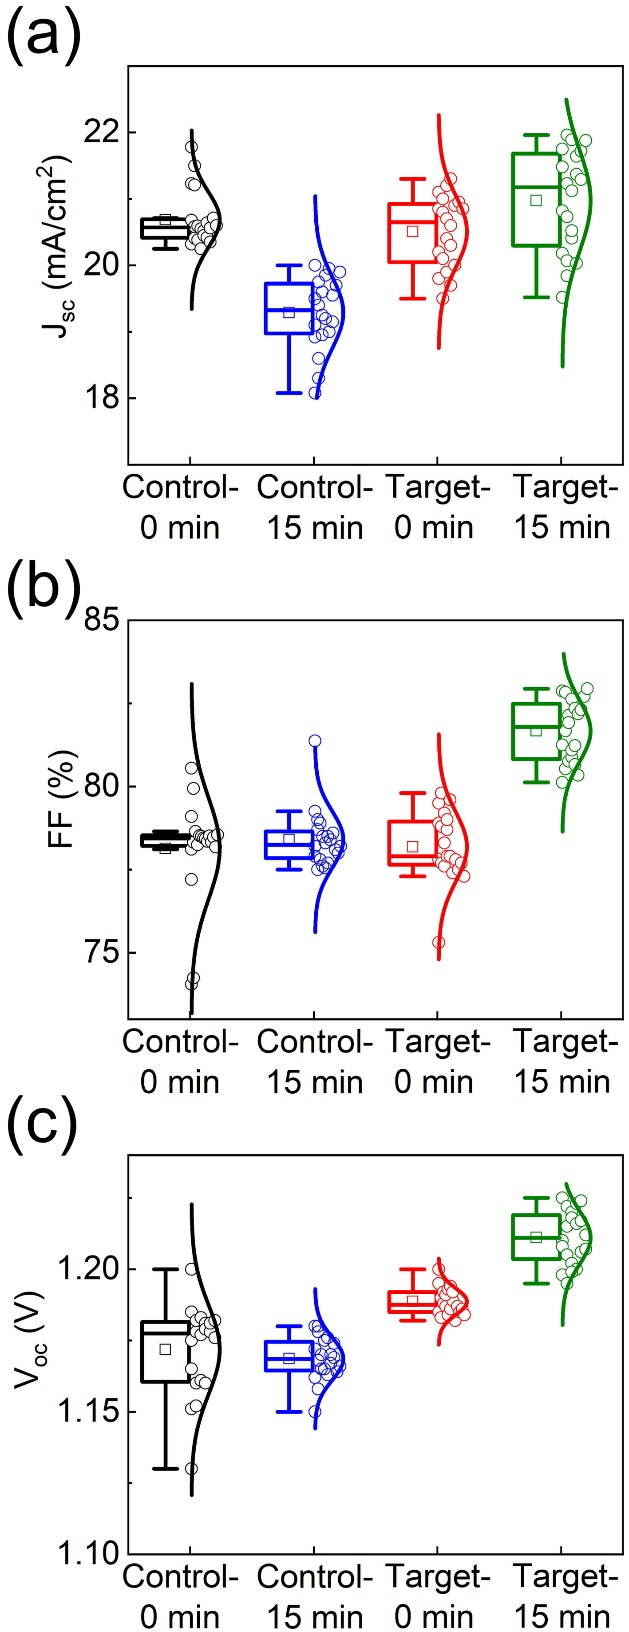 (a)
22
20
18
J_sc (mA/cm²)
Control-
0 min
Control-
15 min
Target-
0 min
Target-
15 min
(b)
85
80
75
FF (%)
Control-
0 min
Control-
15 min
Target-
0 min
Target-
15 min
(c)
1.20
1.15
1.10
V_oc (V)
Control-
0 min
Control-
15 min
Target-
0 min
Target-
15 min